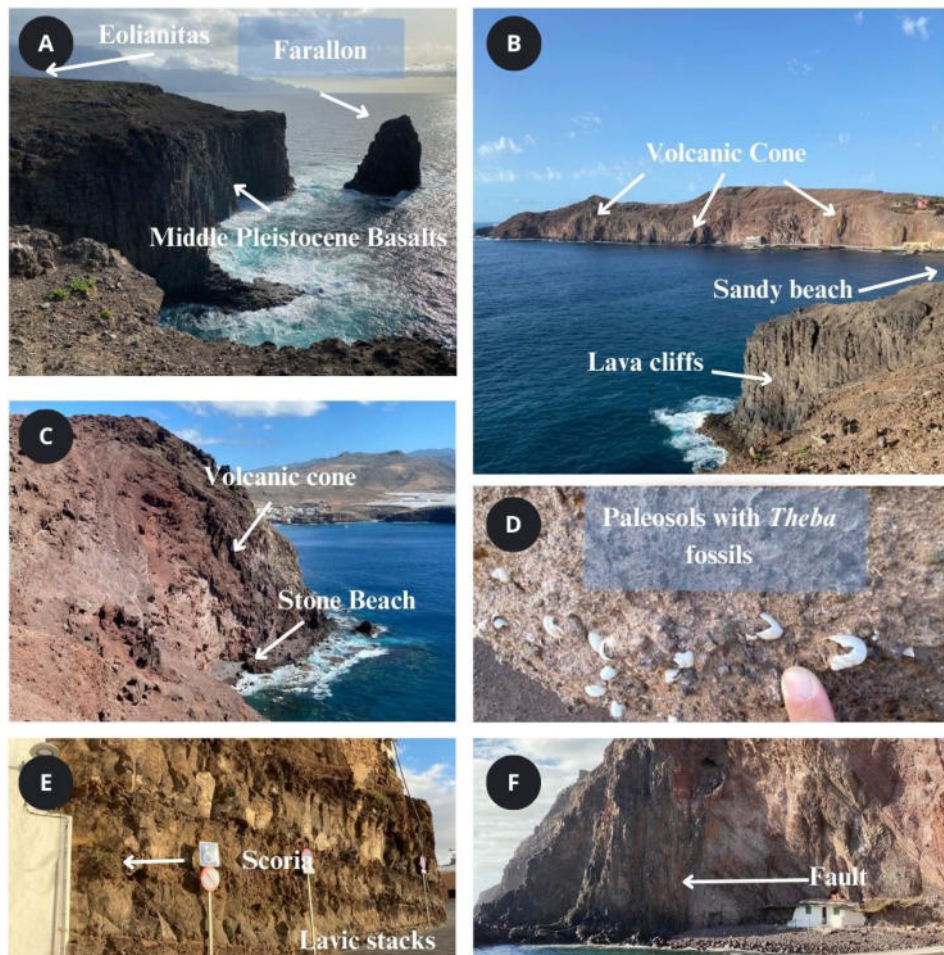 A
Eolianitas
Farallon
Middle Pleistocene Basalts
B
Volcanic Cone
Sandy beach
Lava cliffs
C
Volcanic cone
Stone Beach
D
Paleosols with Theba
fossils
E
Scoria
Lavic stacks
F
Fault